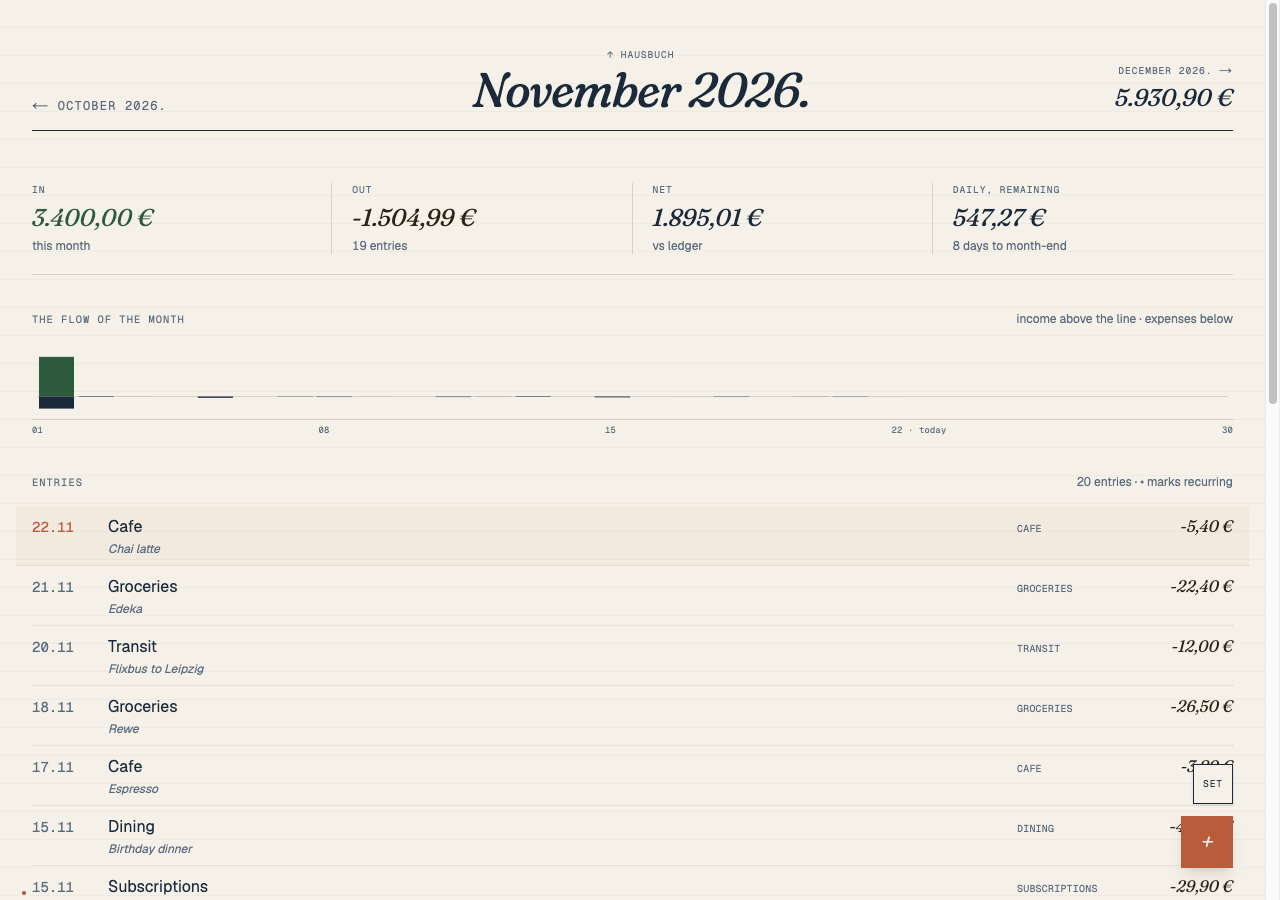 ↑ HAUSBUCH
← OCTOBER 2026.
November 2026.
DECEMBER 2026. →
5.930,90 €
IN
3.400,00 €
this month
OUT
-1.504,99 €
19 entries
NET
1.895,01 €
vs ledger
DAILY, REMAINING
547,27 €
8 days to month-end
THE FLOW OF THE MONTH
income above the line · expenses below
01
08
15
22 · today
30
ENTRIES
20 entries · • marks recurring
22.11 Cafe CAFE -5,40 €
Chai latte
21.11 Groceries GROCERIES -22,40 €
Edeka
20.11 Transit TRANSIT -12,00 €
Flixbus to Leipzig
18.11 Groceries GROCERIES -26,50 €
Rewe
17.11 Cafe CAFE
Espresso
SET
15.11 Dining DINING
Birthday dinner
+
• 15.11 Subscriptions SUBSCRIPTIONS -29,90 €